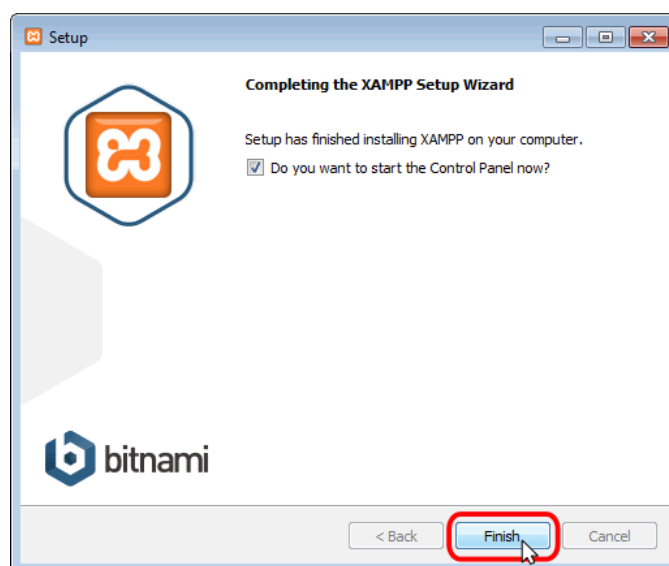 Setup
Completing the XAMPP Setup Wizard
Setup has finished installing XAMPP on your computer.
Do you want to start the Control Panel now?
bitnami
< Back
Finish
Cancel